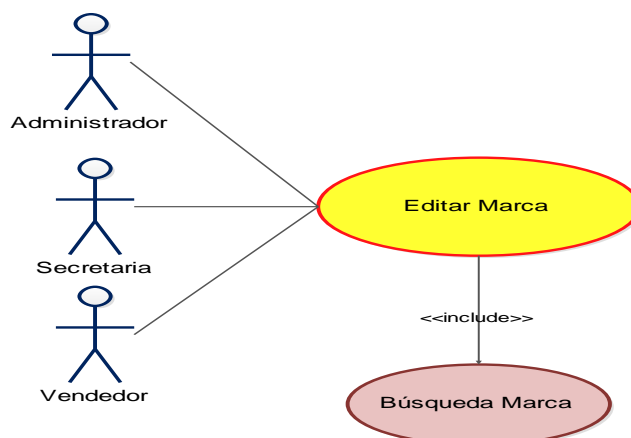 Administrador
Editar Marca
Secretaria
<<include>>
Vendedor
Búsqueda Marca